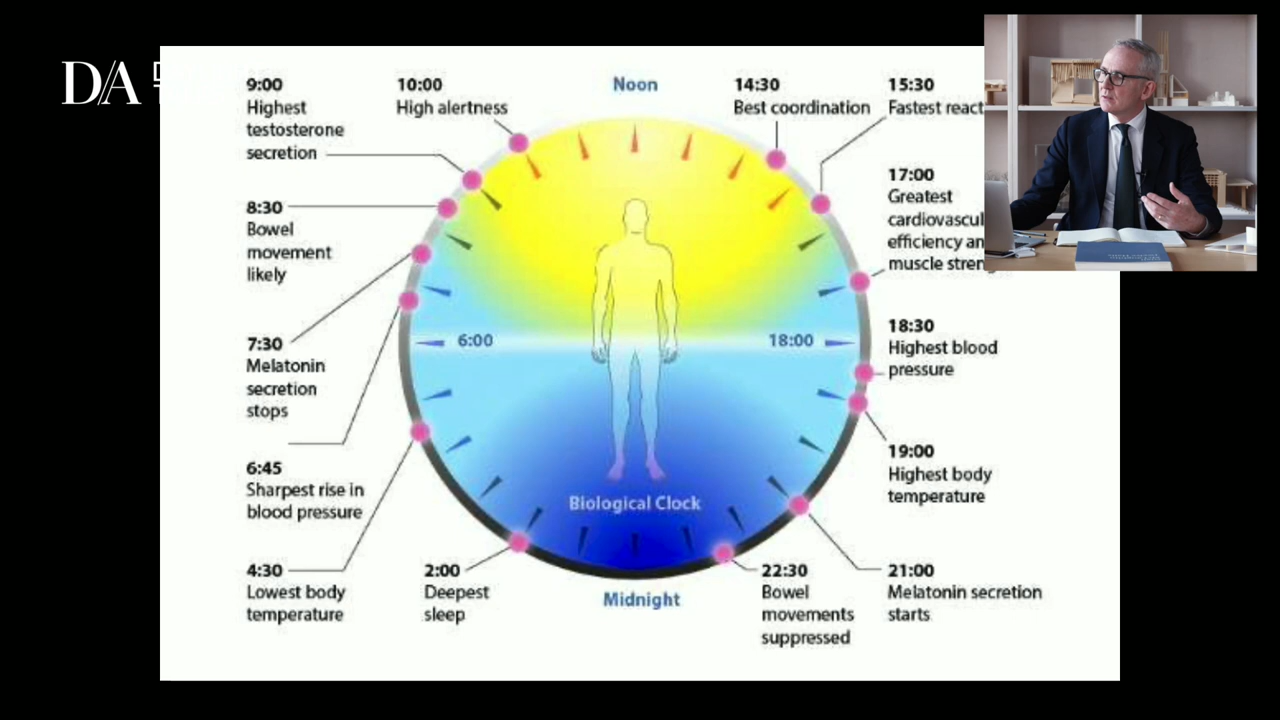 D/A
9:00
Highest
testosterone
secretion
10:00
High alertness
Noon
14:30
Best coordination
15:30
Fastest
8:30
Bowel
movement
likely
17:00
Greatest
efficiency
muscle
7:30
Melatonin
secretion
stops
6:00
18:00
18:30
Highest blood
pressure
6:45
Sharpest rise in
blood pressure
19:00
Highest body
temperature
Biological Clock
4:30
Lowest body
temperature
2:00
Deepest
sleep
Midnight
22:30
Bowel
movements
suppressed
21:00
Melatonin secretion
starts